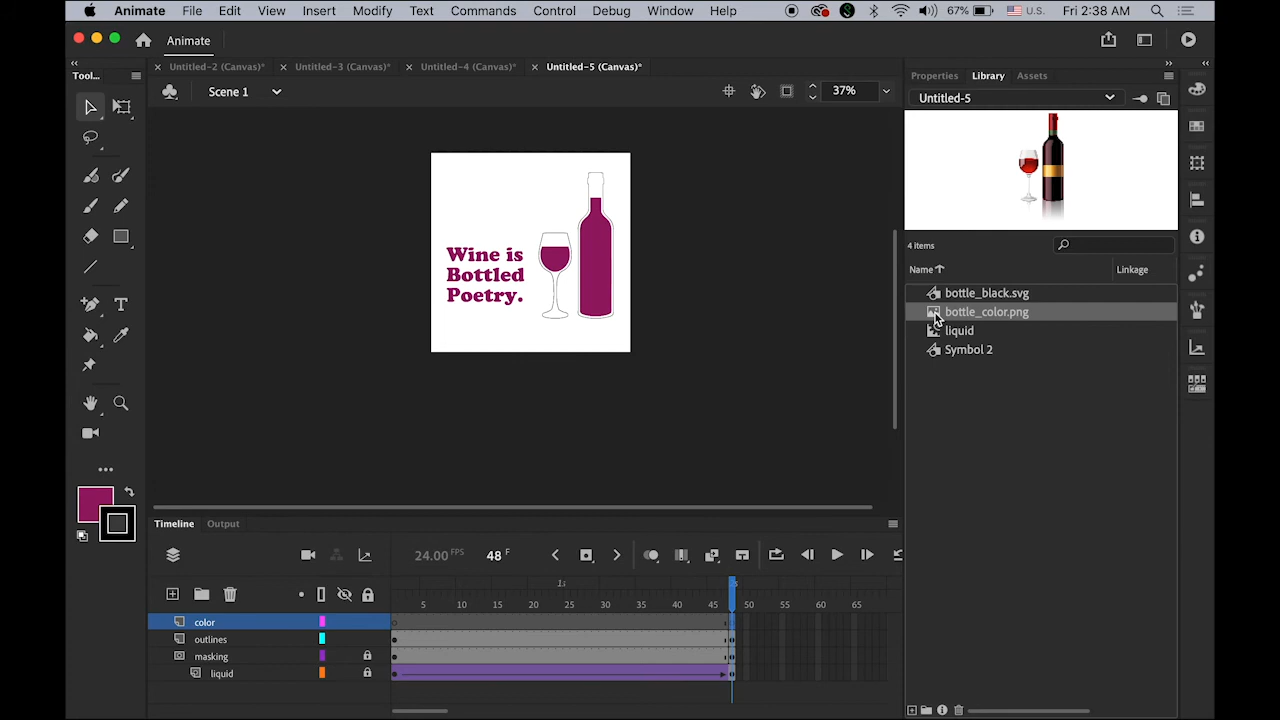 Animate File Edit View Insert Modify Text Commands Control Debug Window Help 67% U.S. Fri 2:38 AM
Animate
Tool...
× Untitled-2 (Canvas)* × Untitled-3 (Canvas)* × Untitled-4 (Canvas)* × Untitled-5 (Canvas)*
Scene 1 37%
Wine is
Bottled
Poetry.
Properties Library Assets
Untitled-5
4 items
Name Linkage
bottle_black.svg
bottle_color.png
liquid
Symbol 2
Timeline Output
24.00 FPS 48 F
1s 2s
5 10 15 20 25 30 35 40 45 50 55 60 65
color
outlines
masking
liquid